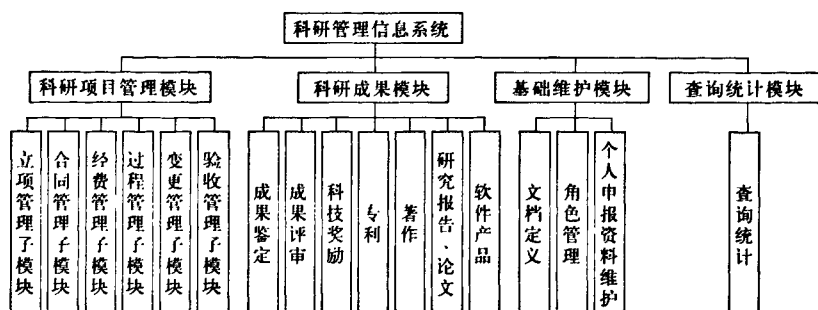 科研管理信息系统
科研项目管理模块
科研成果模块
基础维护模块
查询统计模块
立项管理子模块
合同管理子模块
经费管理子模块
过程管理子模块
变更管理子模块
验收管理子模块
成果鉴定
成果评审
科技奖励
专利
著作
研究报告、论文
软件产品
文档定义
角色管理
个人申报资料维护
查询统计